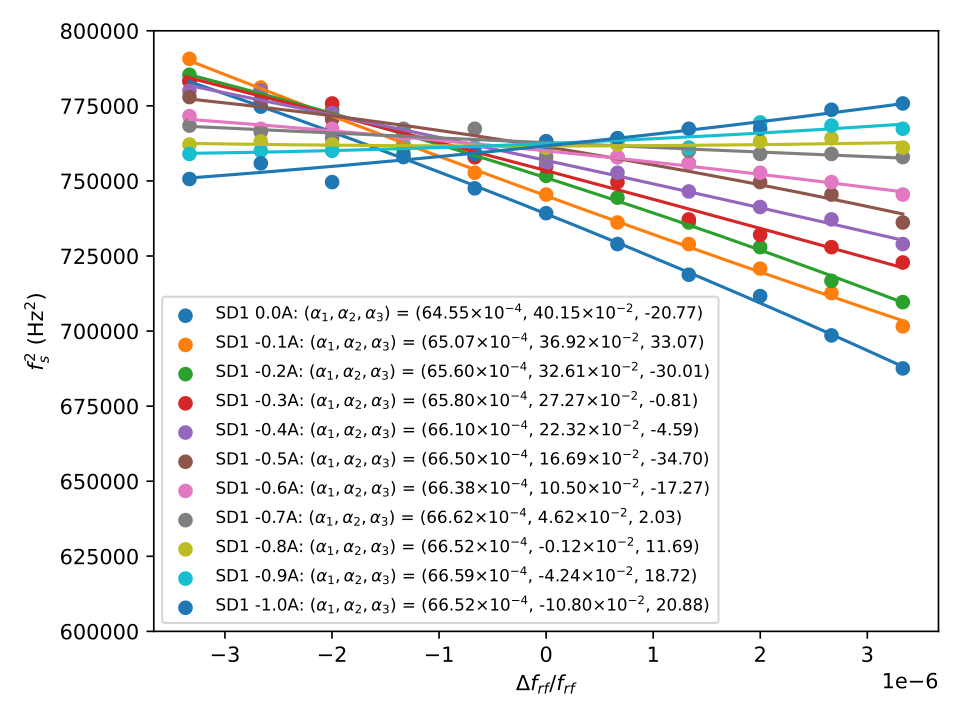 800000
775000
750000
725000
700000
675000
650000
625000
600000
f_s^2 (Hz^2)
SD1 0.0A: (α₁, α₂, α₃) = (64.55×10⁻⁴, 40.15×10⁻², -20.77)
SD1 -0.1A: (α₁, α₂, α₃) = (65.07×10⁻⁴, 36.92×10⁻², 33.07)
SD1 -0.2A: (α₁, α₂, α₃) = (65.60×10⁻⁴, 32.61×10⁻², -30.01)
SD1 -0.3A: (α₁, α₂, α₃) = (65.80×10⁻⁴, 27.27×10⁻², -0.81)
SD1 -0.4A: (α₁, α₂, α₃) = (66.10×10⁻⁴, 22.32×10⁻², -4.59)
SD1 -0.5A: (α₁, α₂, α₃) = (66.50×10⁻⁴, 16.69×10⁻², -34.70)
SD1 -0.6A: (α₁, α₂, α₃) = (66.38×10⁻⁴, 10.50×10⁻², -17.27)
SD1 -0.7A: (α₁, α₂, α₃) = (66.62×10⁻⁴, 4.62×10⁻², 2.03)
SD1 -0.8A: (α₁, α₂, α₃) = (66.52×10⁻⁴, -0.12×10⁻², 11.69)
SD1 -0.9A: (α₁, α₂, α₃) = (66.59×10⁻⁴, -4.24×10⁻², 18.72)
SD1 -1.0A: (α₁, α₂, α₃) = (66.52×10⁻⁴, -10.80×10⁻², 20.88)
−3 −2 −1 0 1 2 3
1e−6
Δf_rf/f_rf